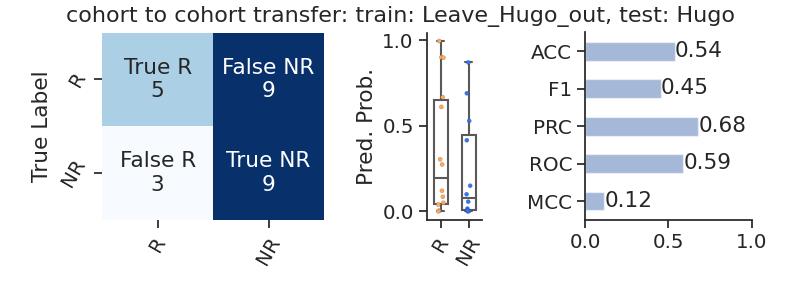 cohort to cohort transfer: train: Leave_Hugo_out, test: Hugo
True Label
R
NR
True R
5
False NR
9
False R
3
True NR
9
R
NR
Pred. Prob.
1.0
0.5
0.0
R
NR
ACC
0.54
F1
0.45
PRC
0.68
ROC
0.59
MCC
0.12
0.0
0.5
1.0